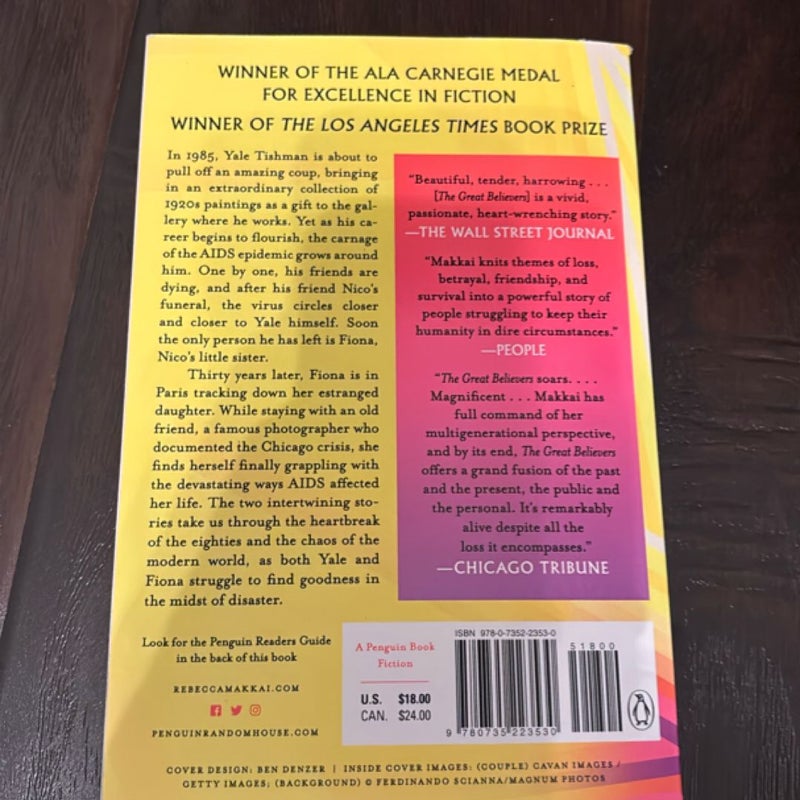 WINNER OF THE ALA CARNEGIE MEDAL
FOR EXCELLENCE IN FICTION
WINNER OF THE LOS ANGELES TIMES BOOK PRIZE
In 1985, Yale Tishman is about to
pull off an amazing coup, bringing
in an extraordinary collection of
1920s paintings as a gift to the gal-
lery where he works. Yet as his ca-
reer begins to flourish, the carnage
of the AIDS epidemic grows around
him. One by one, his friends are
dying, and after his friend Nico's
funeral, the virus circles closer
and closer to Yale himself. Soon
the only person he has left is Fiona,
Nico's little sister.
Thirty years later, Fiona is in
Paris tracking down her estranged
daughter. While staying with an old
friend, a famous photographer who
documented the Chicago crisis, she
finds herself finally grappling with
the devastating ways AIDS affected
her life. The two intertwining sto-
ries take us through the heartbreak
of the eighties and the chaos of the
modern world, as both Yale and
Fiona struggle to find goodness in
the midst of disaster.
"Beautiful, tender, harrowing . . .
[The Great Believers] is a vivid,
passionate, heart-wrenching story."
—THE WALL STREET JOURNAL
"Makkai knits themes of loss,
betrayal, friendship, and
survival into a powerful story of
people struggling to keep their
humanity in dire circumstances."
—PEOPLE
"The Great Believers soars. . . .
Magnificent . . . Makkai has
full command of her
multigenerational perspective,
and by its end, The Great Believers
offers a grand fusion of the past
and the present, the public and
the personal. It's remarkably
alive despite all the
loss it encompasses."
—CHICAGO TRIBUNE
Look for the Penguin Readers Guide
in the back of this book
REBECCAMAKKAI.COM
PENGUINRANDOMHOUSE.COM
A Penguin Book
Fiction
U.S. $18.00
CAN. $24.00
ISBN 978-0-7352-2353-0
51800
9 780735 223530
COVER DESIGN: BEN DENZER | INSIDE COVER IMAGES: (COUPLE) CAVAN IMAGES /
GETTY IMAGES; (BACKGROUND) © FERDINANDO SCIANNA/MAGNUM PHOTOS